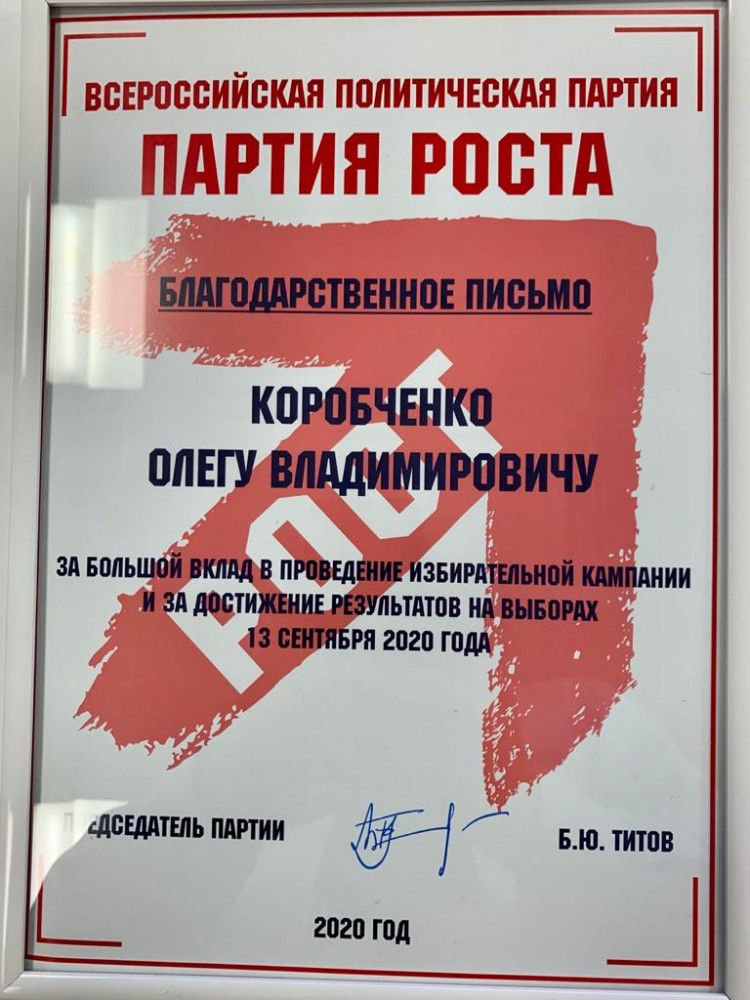 ВСЕРОССИЙСКАЯ ПОЛИТИЧЕСКАЯ ПАРТИЯ
ПАРТИЯ РОСТА
БЛАГОДАРСТВЕННОЕ ПИСЬМО
КОРОБЧЕНКО
ОЛЕГУ ВЛАДИМИРОВИЧУ
РОСТ
ЗА БОЛЬШОЙ ВКЛАД В ПРОВЕДЕНИЕ ИЗБИРАТЕЛЬНОЙ КАМПАНИИ
И ЗА ДОСТИЖЕНИЕ РЕЗУЛЬТАТОВ НА ВЫБОРАХ
13 СЕНТЯБРЯ 2020 ГОДА
ПРЕДСЕДАТЕЛЬ ПАРТИИ
Б.Ю. ТИТОВ
2020 ГОД